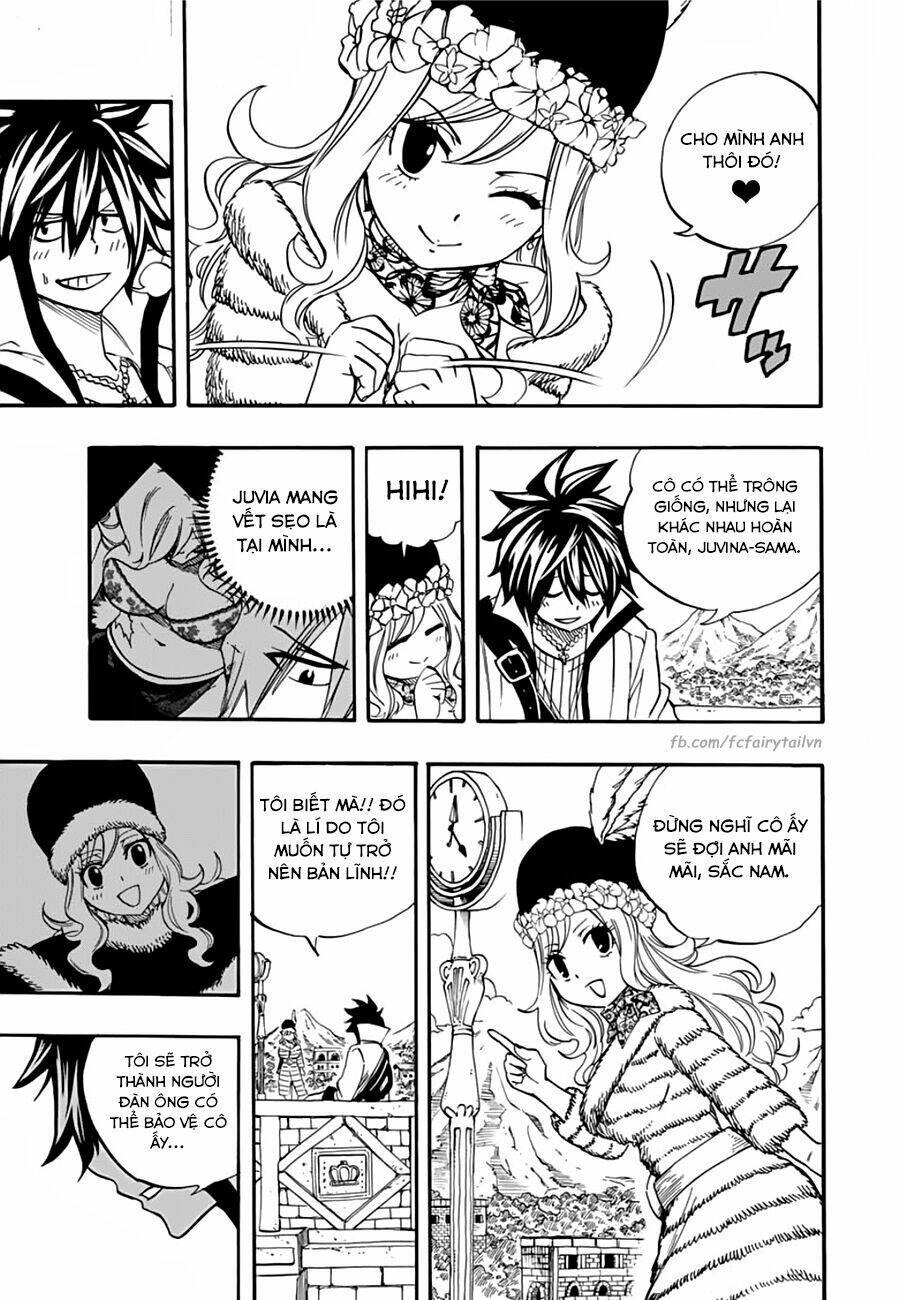 CHO MÌNH ANH
THÔI ĐÓ!
♥
ザッ
CÔ CÓ THỂ TRÔNG
GIỐNG, NHƯNG LẠI
KHÁC NHAU HOÀN
TOÀN, JUVINA-SAMA.
HIHI!
JUVIA MANG
VẾT SẸO LÀ
TẠI MÌNH...
fb.com/fcfairytailvn
ĐỪNG NGHĨ CÔ ẤY
SẼ ĐỢI ANH MÃI
MÃI, SẮC NAM.
TÔI BIẾT MÀ!! ĐÓ
LÀ LÍ DO TÔI
MUỐN TỰ TRỞ
NÊN BẢN LĨNH!!
TÔI SẼ TRỞ
THÀNH NGƯỜI
ĐÀN ÔNG CÓ
THỂ BẢO VỆ CÔ
ẤY...